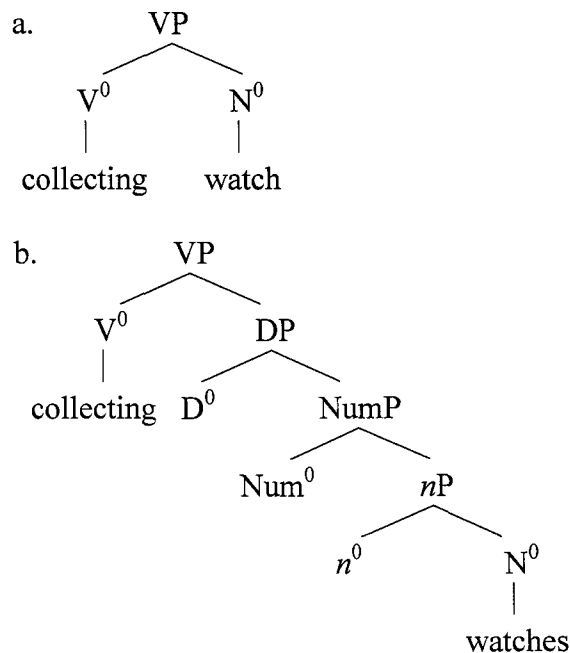 a.
VP
V⁰ N⁰
collecting watch
b.
VP
V⁰ DP
collecting D⁰ NumP
Num⁰ nP
n⁰ N⁰
watches